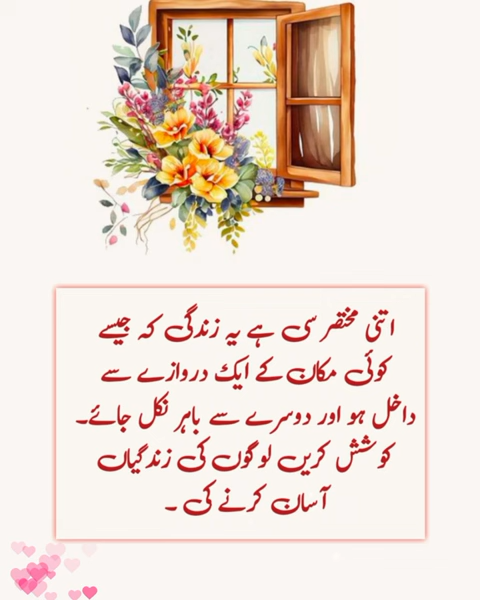 اتنی مختصر سی ہے یہ زندگی کہ جیسے
کوئی مکان کے ایک دروازے سے
داخل ہو اور دوسرے سے باہر نکل جائے۔
کوشش کریں لوگوں کی زندگیاں
آسان کرنے کی ۔